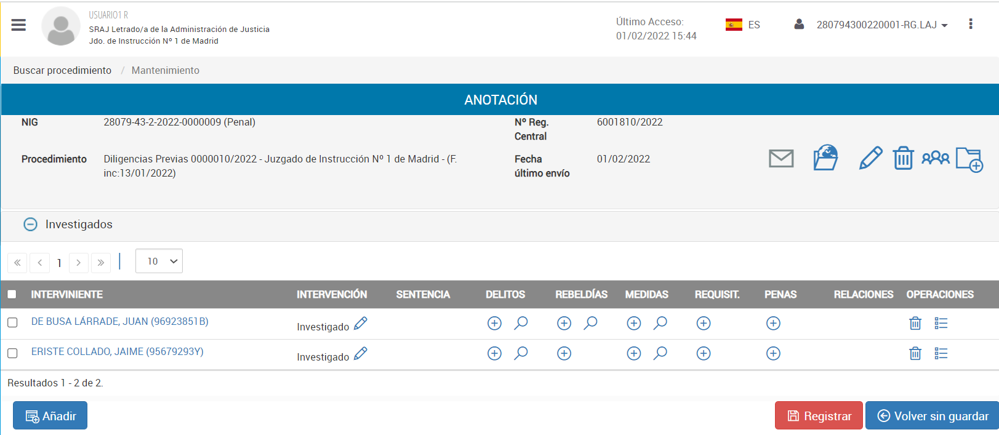 USUARIO1 R
SRAJ Letrado/a de la Administración de Justicia
Jdo. de Instrucción Nº 1 de Madrid
Último Acceso:
01/02/2022 15:44
ES
280794300220001-RG.LAJ
Buscar procedimiento / Mantenimiento
ANOTACIÓN
NIG 28079-43-2-2022-0000009 (Penal)
Nº Reg.
Central
6001810/2022
Procedimiento
Diligencias Previas 0000010/2022 - Juzgado de Instrucción Nº 1 de Madrid - (F.
inc:13/01/2022)
Fecha
último envío
01/02/2022
Investigados
« ‹ 1 › » 10
INTERVINIENTE INTERVENCIÓN SENTENCIA DELITOS REBELDÍAS MEDIDAS REQUISIT. PENAS RELACIONES OPERACIONES
DE BUSA LÁRRADE, JUAN (96923851B) Investigado
ERISTE COLLADO, JAIME (95679293Y) Investigado
Resultados 1 - 2 de 2.
Añadir Registrar Volver sin guardar